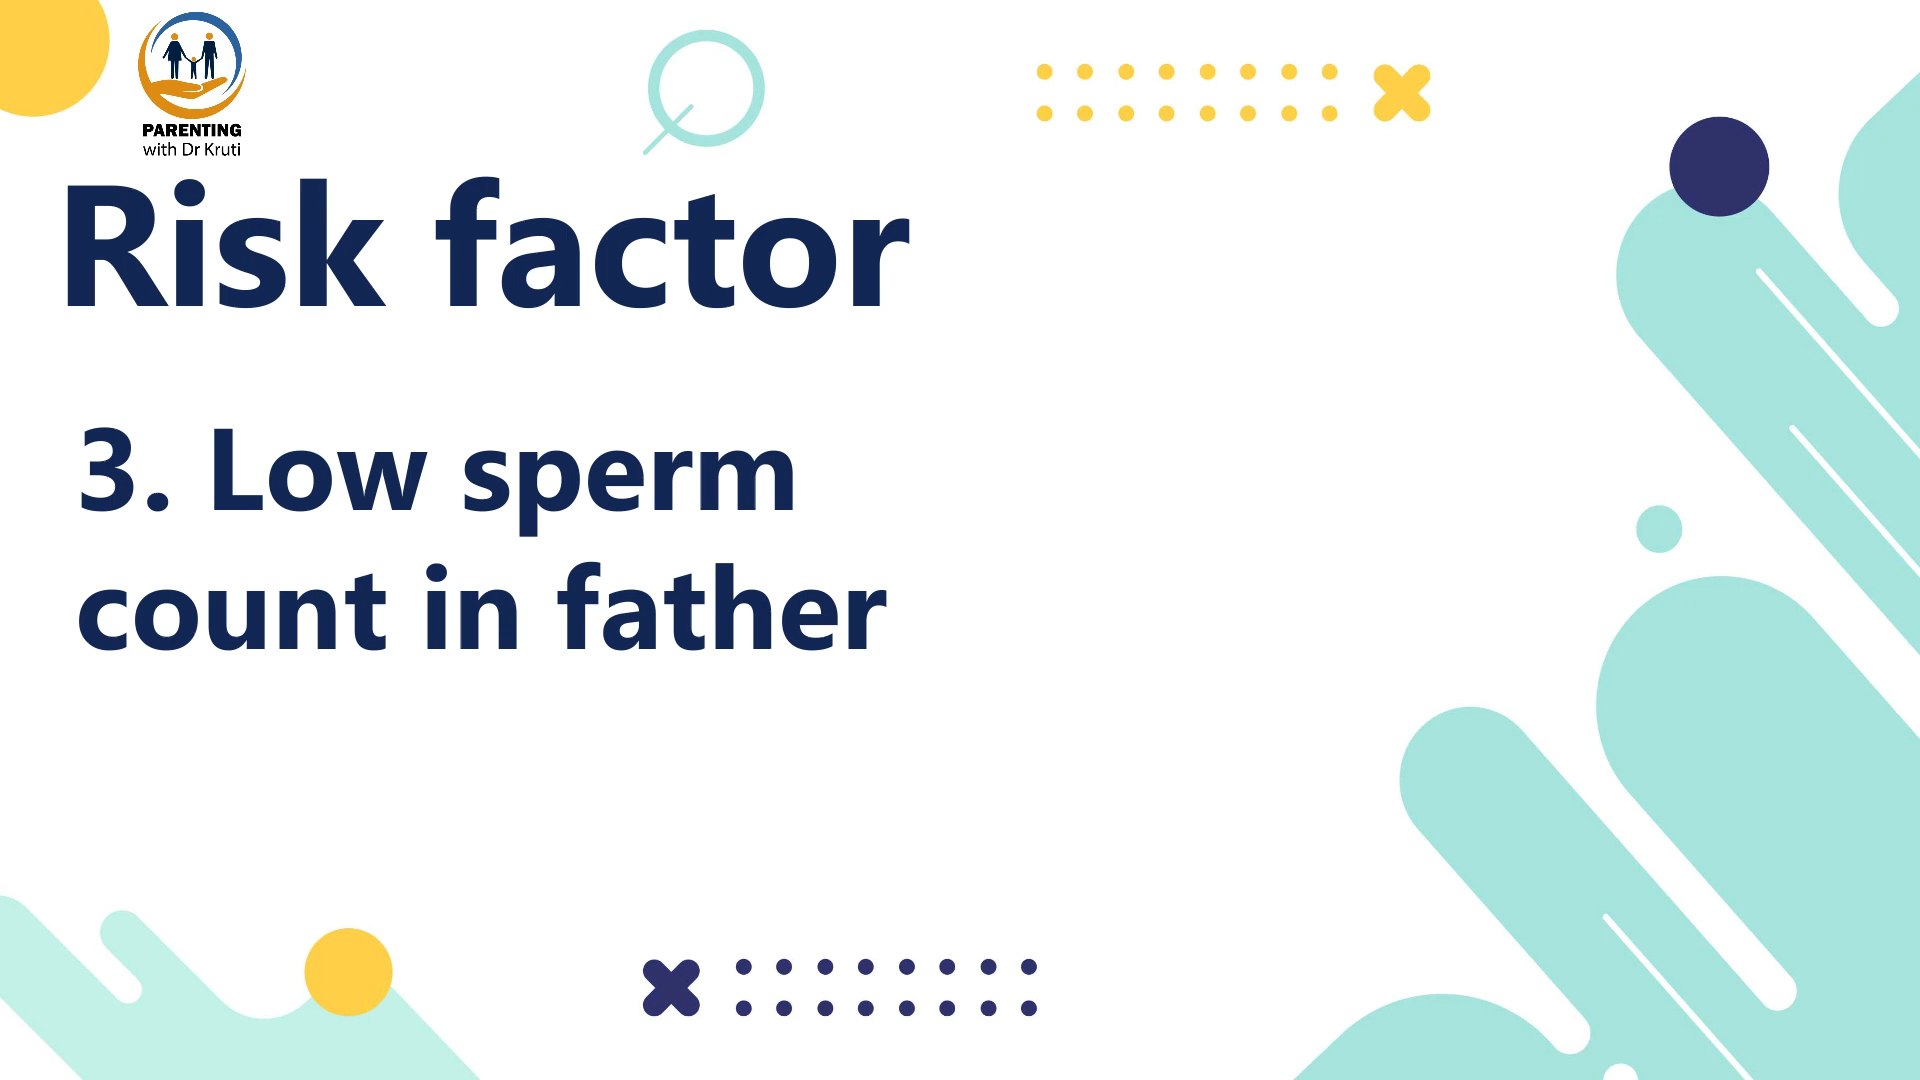 PARENTING
with Dr Kruti
Risk factor
3. Low sperm
count in father